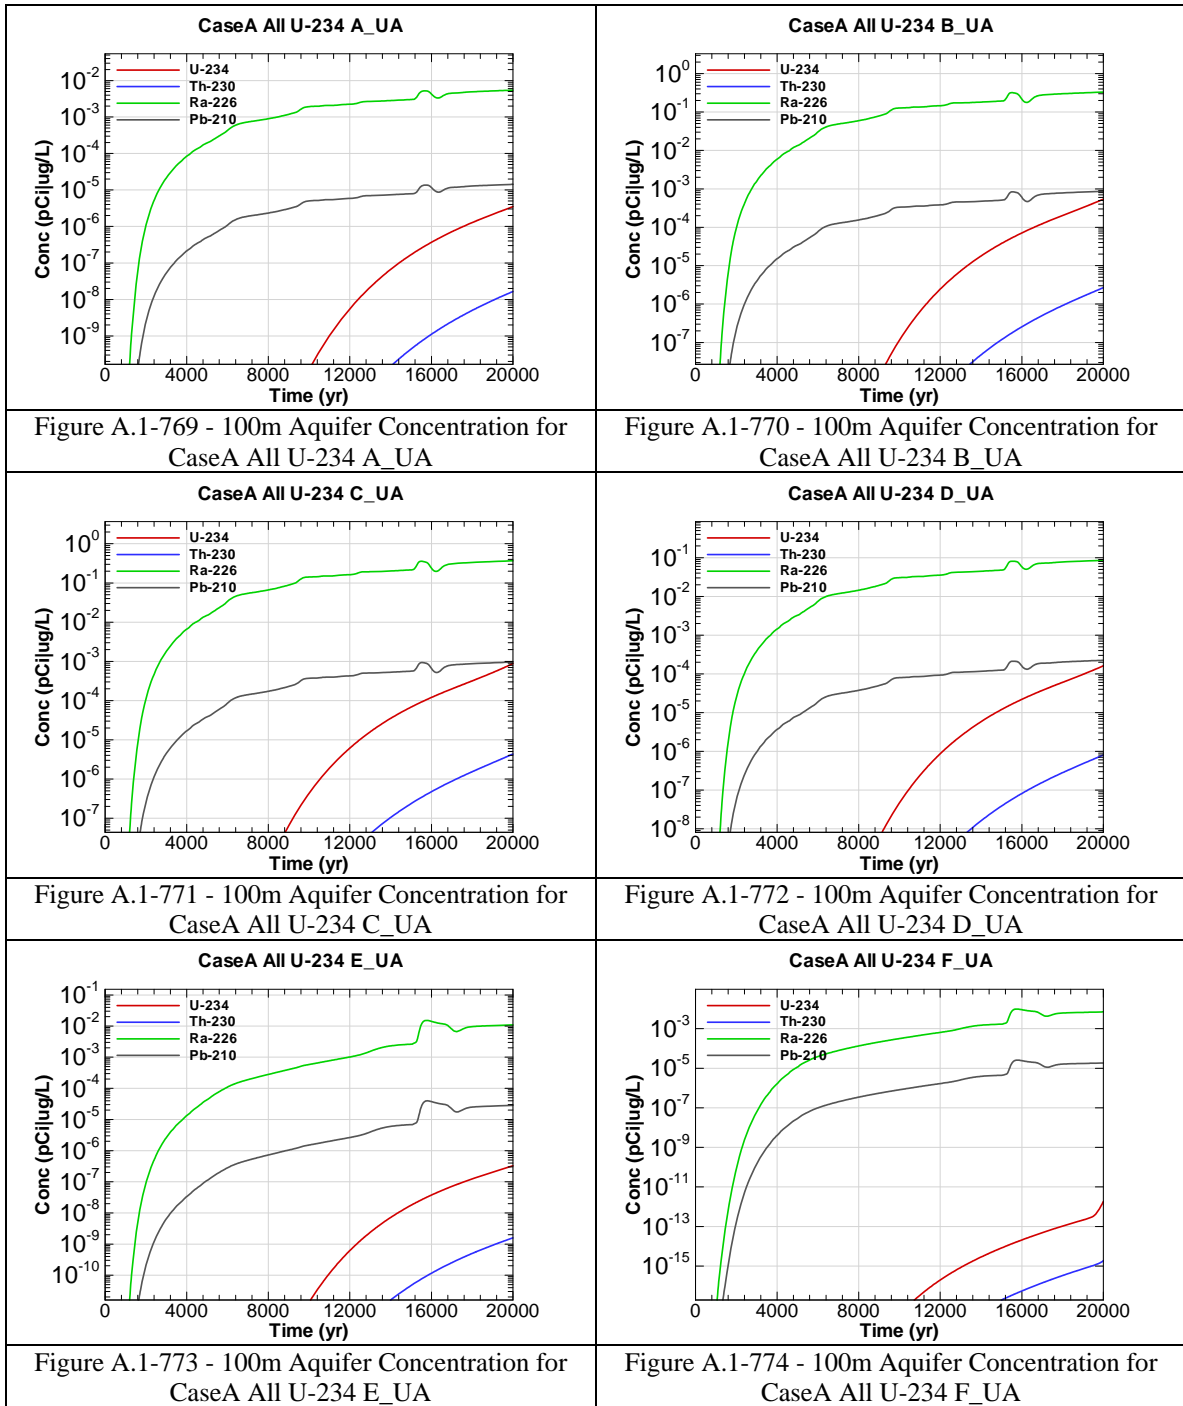 CaseA All U-234 A_UA
U-234
Th-230
Ra-226
Pb-210
10-2
10-3
10-4
10-5
10-6
10-7
10-8
10-9
Conc (pCi|ug/L)
0 4000 8000 12000 16000 20000
Time (yr)
Figure A.1-769 - 100m Aquifer Concentration for
CaseA All U-234 A_UA
CaseA All U-234 B_UA
U-234
Th-230
Ra-226
Pb-210
100
10-1
10-2
10-3
10-4
10-5
10-6
10-7
Conc (pCi|ug/L)
0 4000 8000 12000 16000 20000
Time (yr)
Figure A.1-770 - 100m Aquifer Concentration for
CaseA All U-234 B_UA
CaseA All U-234 C_UA
U-234
Th-230
Ra-226
Pb-210
100
10-1
10-2
10-3
10-4
10-5
10-6
10-7
Conc (pCi|ug/L)
0 4000 8000 12000 16000 20000
Time (yr)
Figure A.1-771 - 100m Aquifer Concentration for
CaseA All U-234 C_UA
CaseA All U-234 D_UA
U-234
Th-230
Ra-226
Pb-210
10-1
10-2
10-3
10-4
10-5
10-6
10-7
10-8
Conc (pCi|ug/L)
0 4000 8000 12000 16000 20000
Time (yr)
Figure A.1-772 - 100m Aquifer Concentration for
CaseA All U-234 D_UA
CaseA All U-234 E_UA
U-234
Th-230
Ra-226
Pb-210
10-1
10-2
10-3
10-4
10-5
10-6
10-7
10-8
10-9
10-10
Conc (pCi|ug/L)
0 4000 8000 12000 16000 20000
Time (yr)
Figure A.1-773 - 100m Aquifer Concentration for
CaseA All U-234 E_UA
CaseA All U-234 F_UA
U-234
Th-230
Ra-226
Pb-210
10-3
10-5
10-7
10-9
10-11
10-13
10-15
Conc (pCi|ug/L)
0 4000 8000 12000 16000 20000
Time (yr)
Figure A.1-774 - 100m Aquifer Concentration for
CaseA All U-234 F_UA